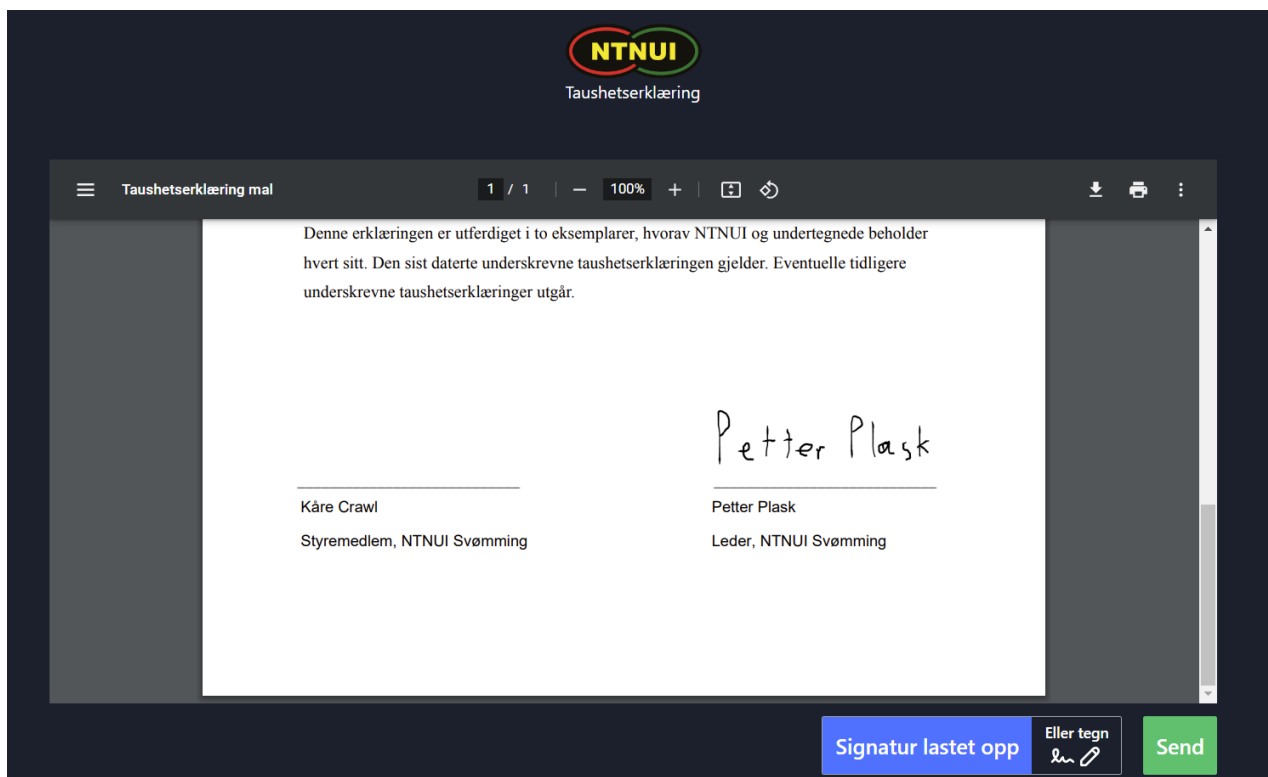 NTNUI
Taushetserklæring
Taushetserklæring mal
1 / 1
100%
Denne erklæringen er utferdiget i to eksemplarer, hvorav NTNUI og undertegnede beholder
hvert sitt. Den sist daterte underskrevne taushetserklæringen gjelder. Eventuelle tidligere
underskrevne taushetserklæringer utgår.
Petter Plask
Kåre Crawl
Petter Plask
Styremedlem, NTNUI Svømming
Leder, NTNUI Svømming
Signatur lastet opp
Eller tegn
Send